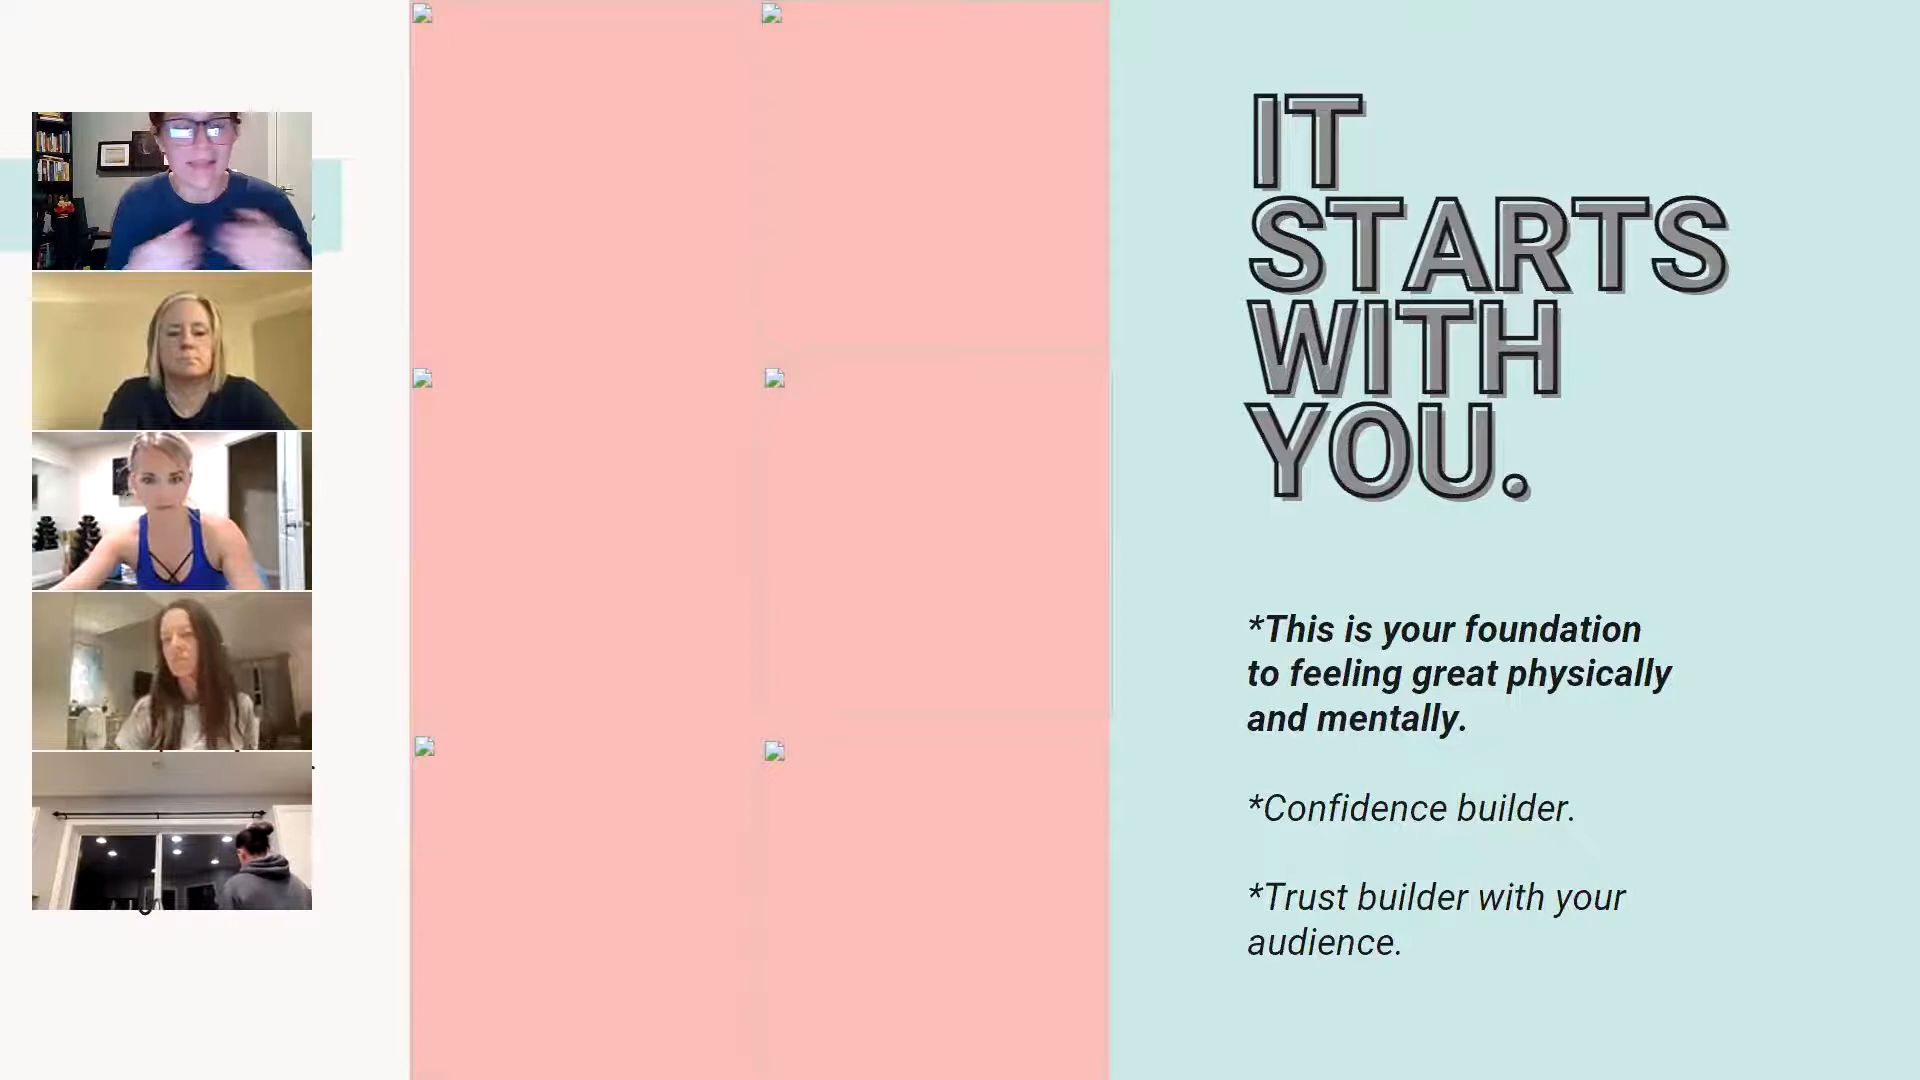 IT
STARTS
WITH
YOU.
*This is your foundation
to feeling great physically
and mentally.
*Confidence builder.
*Trust builder with your
audience.